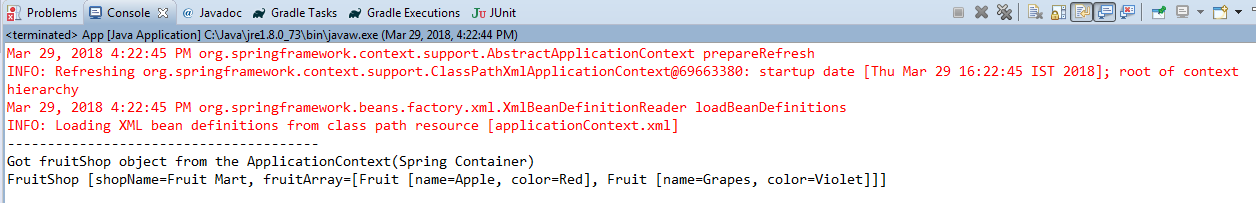 Problems Console Javadoc Gradle Tasks Gradle Executions JUnit
<terminated> App [Java Application] C:\Java\jre1.8.0_73\bin\javaw.exe (Mar 29, 2018 4:22:44 PM)
Mar 29, 2018 4:22:45 PM org.springframework.context.support.AbstractApplicationContext prepareRefresh
INFO: Refreshing org.springframework.context.support.ClassPathXmlApplicationContext@69663380: startup date [Thu Mar 29 16:22:45 IST 2018]; root of context
hierarchy
Mar 29, 2018 4:22:45 PM org.springframework.beans.factory.xml.XmlBeanDefinitionReader loadBeanDefinitions
INFO: Loading XML bean definitions from class path resource [applicationContext.xml]
---------------------------------------
Got fruitShop object from the ApplicationContext(Spring Container)
FruitShop [shopName=Fruit Mart, fruitArray=[Fruit [name=Apple, color=Red], Fruit [name=Grapes, color=Violet]]]